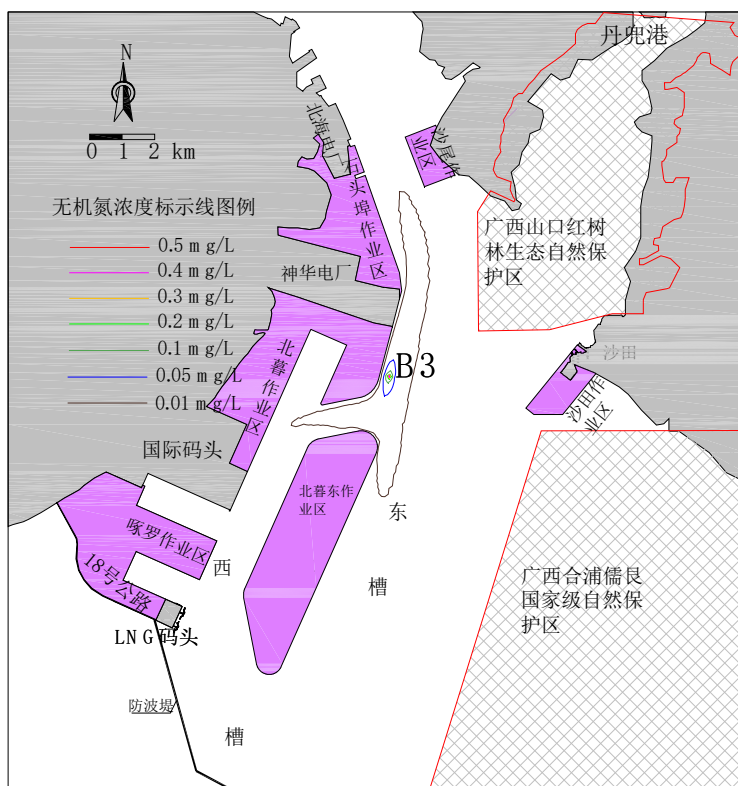 丹兜港
N
0 1 2 km
北海电厂
沙尾作
业区
石头埠作业区
无机氮浓度标示线图例
0.5 mg/L
0.4 mg/L
0.3 mg/L
0.2 mg/L
0.1 mg/L
0.05 mg/L
0.01 mg/L
广西山口红树
林生态自然保
护区
神华电厂
北暮作业区
B3
沙田
沙田作
业区
国际码头
北暮东作
业区
东
槽
啄罗作业区
西
槽
18号公路
LNG码头
广西合浦儒艮
国家级自然保
护区
防波堤